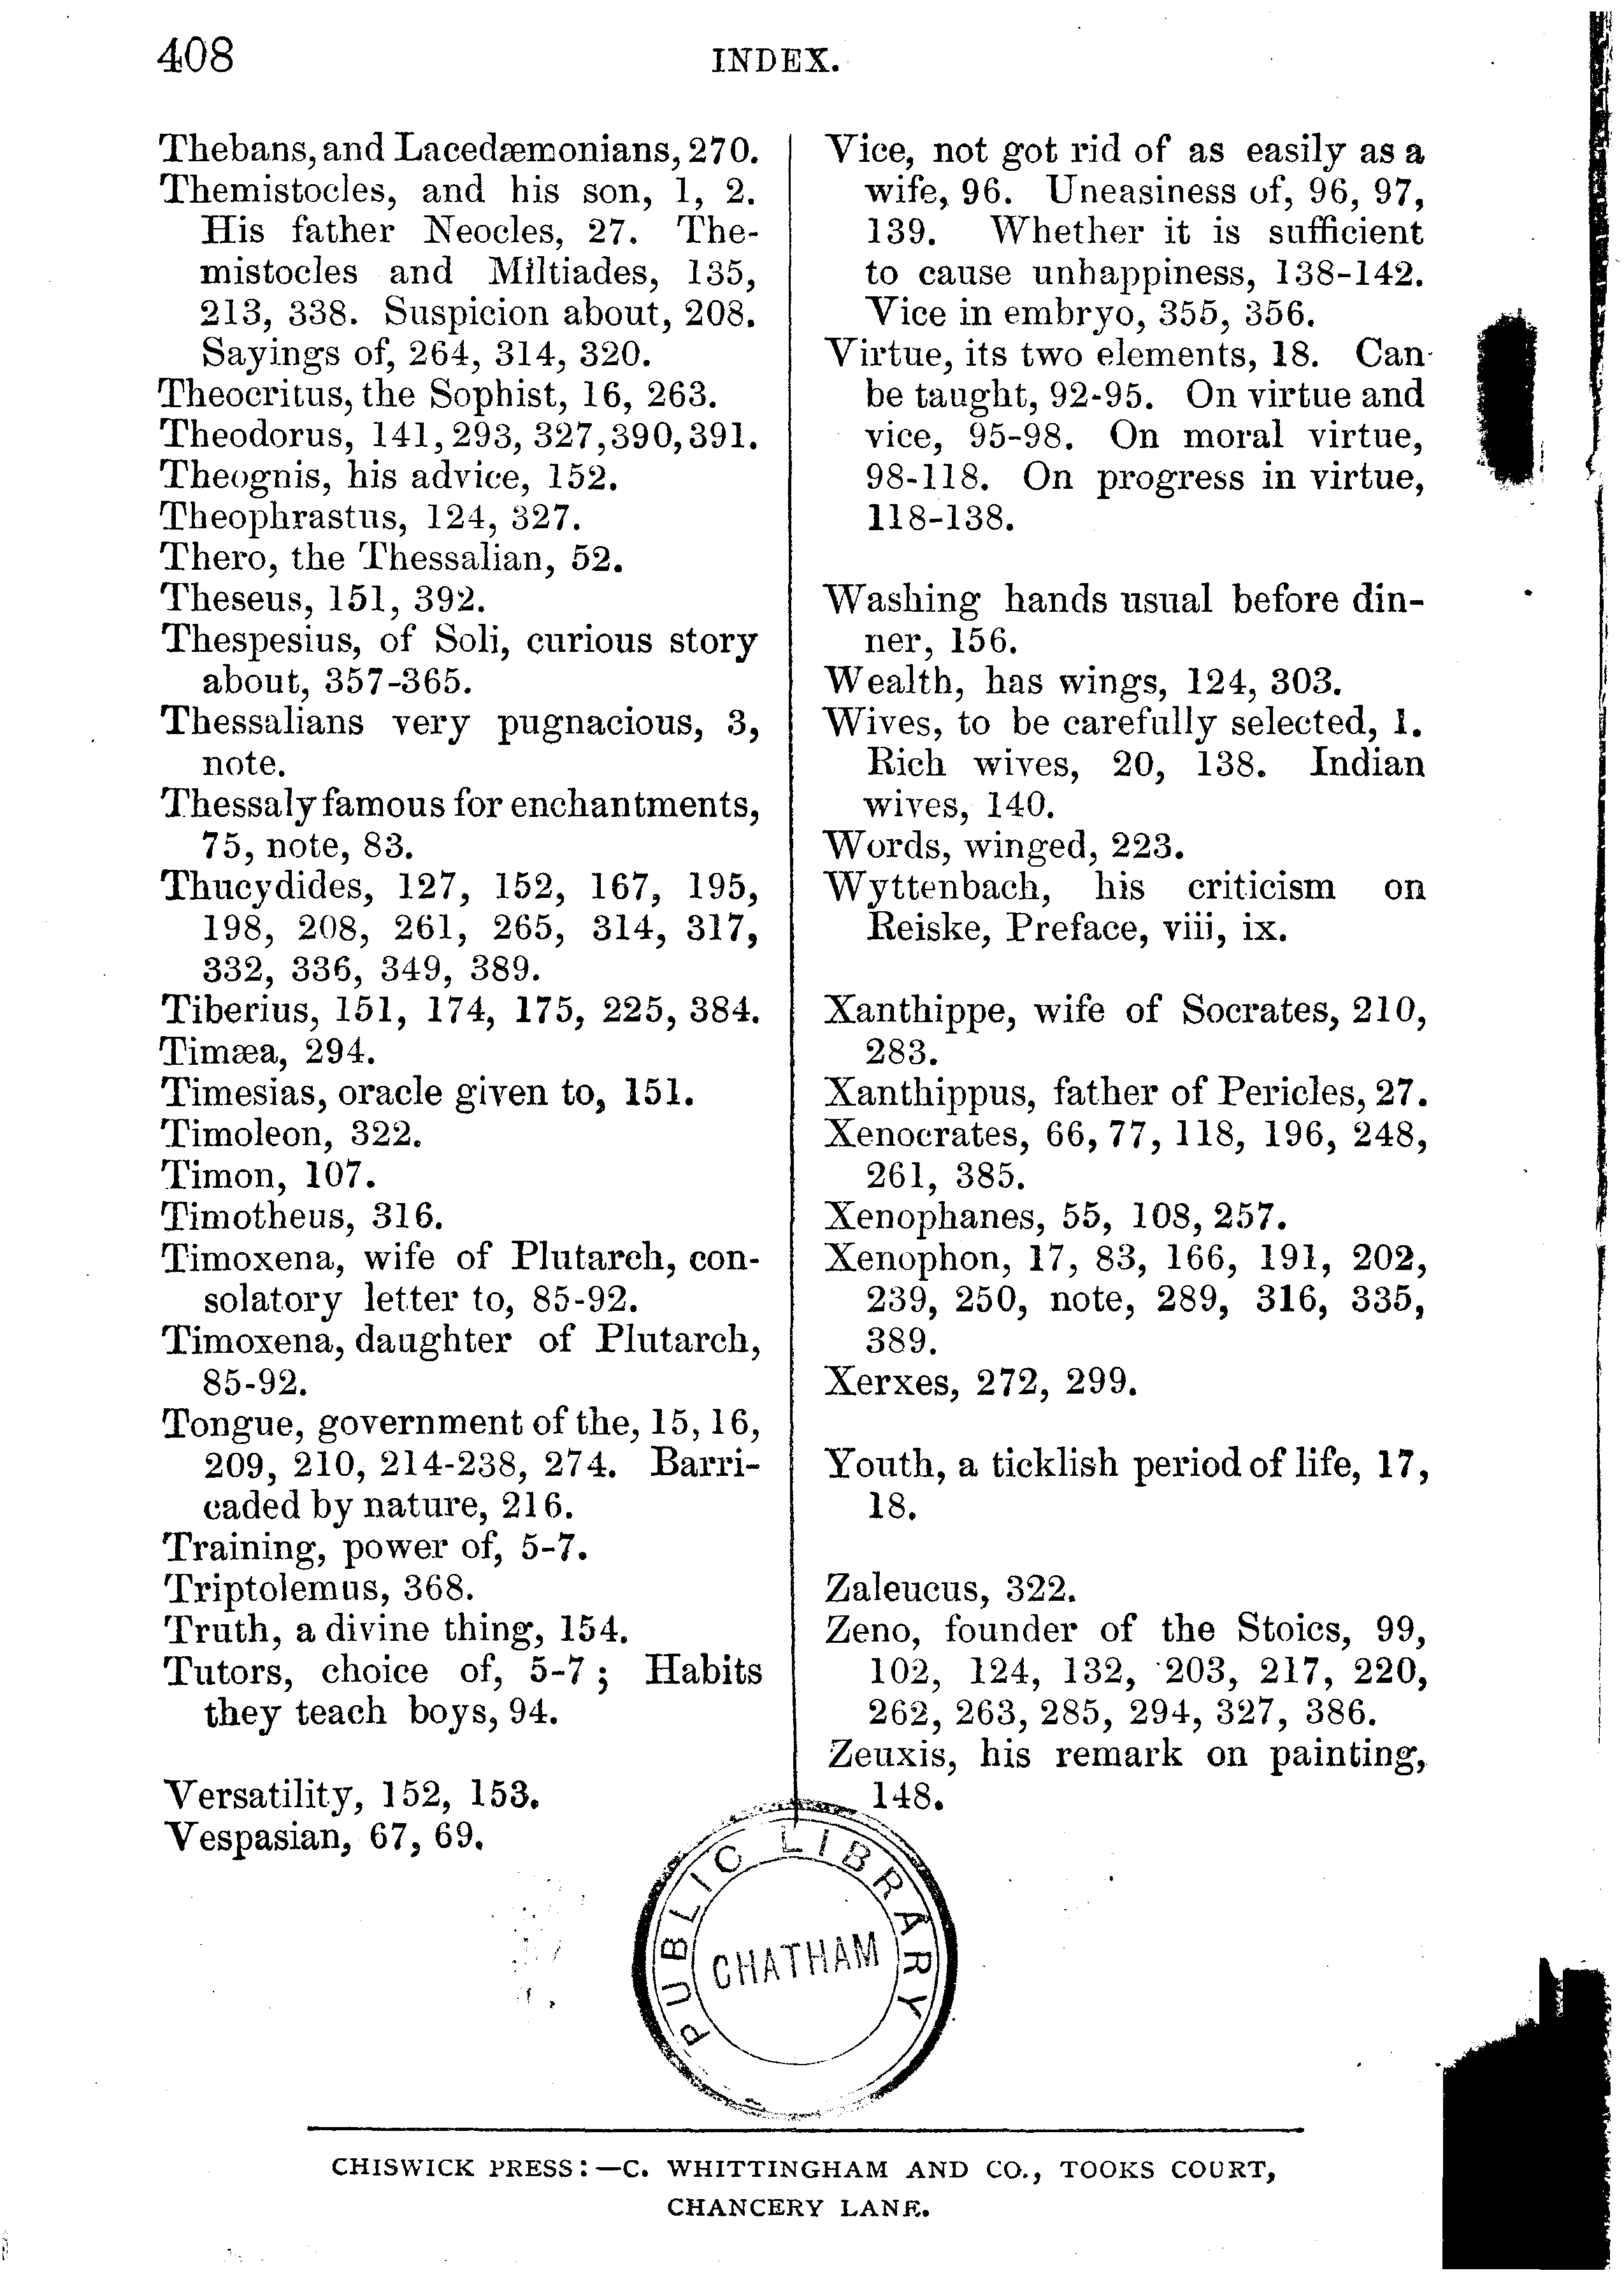 408
INDEX.
Thebans, and Lacedæmonians, 270.
Themistocles, and his son, 1, 2.
His father Neocles, 27. The-
mistocles and Miltiades, 135,
213, 338. Suspicion about, 208.
Sayings of, 264, 314, 320.
Theocritus, the Sophist, 16, 263.
Theodorus, 141, 293, 327, 390, 391.
Theognis, his advice, 152.
Theophrastus, 124, 327.
Thero, the Thessalian, 52.
Theseus, 151, 392.
Thespesius, of Soli, curious story
about, 357-365.
Thessalians very pugnacious, 3,
note.
Thessaly famous for enchantments,
75, note, 83.
Thucydides, 127, 152, 167, 195,
198, 208, 261, 265, 314, 317,
332, 336, 349, 389.
Tiberius, 151, 174, 175, 225, 384.
Timæa, 294.
Timesias, oracle given to, 151.
Timoleon, 322.
Timon, 107.
Timotheus, 316.
Timoxena, wife of Plutarch, con-
solatory letter to, 85-92.
Timoxena, daughter of Plutarch,
85-92.
Tongue, government of the, 15, 16,
209, 210, 214-238, 274. Barri-
caded by nature, 216.
Training, power of, 5-7.
Triptolemus, 368.
Truth, a divine thing, 154.
Tutors, choice of, 5-7; Habits
they teach boys, 94.
Versatility, 152, 153.
Vespasian, 67, 69.
Vice, not got rid of as easily as a
wife, 96. Uneasiness of, 96, 97,
139. Whether it is sufficient
to cause unhappiness, 138-142.
Vice in embryo, 355, 356.
Virtue, its two elements, 18. Can-
be taught, 92-95. On virtue and
vice, 95-98. On moral virtue,
98-118. On progress in virtue,
118-138.
Washing hands usual before din-
ner, 156.
Wealth, has wings, 124, 303.
Wives, to be carefully selected, 1.
Rich wives, 20, 138. Indian
wives, 140.
Words, winged, 223.
Wyttenbach, his criticism on
Reiske, Preface, viii, ix.
Xanthippe, wife of Socrates, 210,
283.
Xanthippus, father of Pericles, 27.
Xenocrates, 66, 77, 118, 196, 248,
261, 385.
Xenophanes, 55, 108, 257.
Xenophon, 17, 83, 166, 191, 202,
239, 250, note, 289, 316, 335,
389.
Xerxes, 272, 299.
Youth, a ticklish period of life, 17,
18.
Zaleucus, 322.
Zeno, founder of the Stoics, 99,
102, 124, 132, 203, 217, 220,
262, 263, 285, 294, 327, 386.
Zeuxis, his remark on painting,
148.
PUBLIC LIBRARY
CHATHAM
CHISWICK PRESS:—C. WHITTINGHAM AND CO., TOOKS COURT,
CHANCERY LANE.